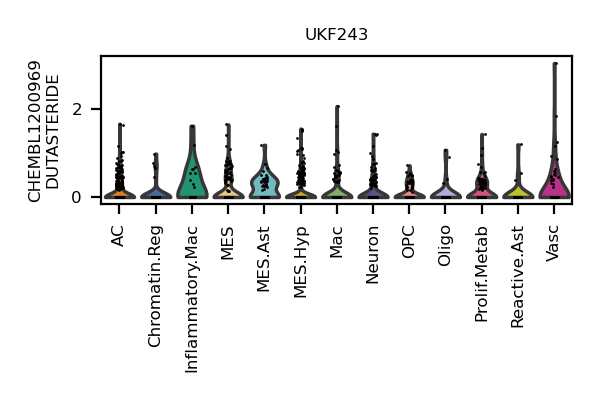 UKF243
CHEMBL1200969
DUTASTERIDE
2
0
AC
Chromatin.Reg
Inflammatory.Mac
MES
MES.Ast
MES.Hyp
Mac
Neuron
OPC
Oligo
Prolif.Metab
Reactive.Ast
Vasc